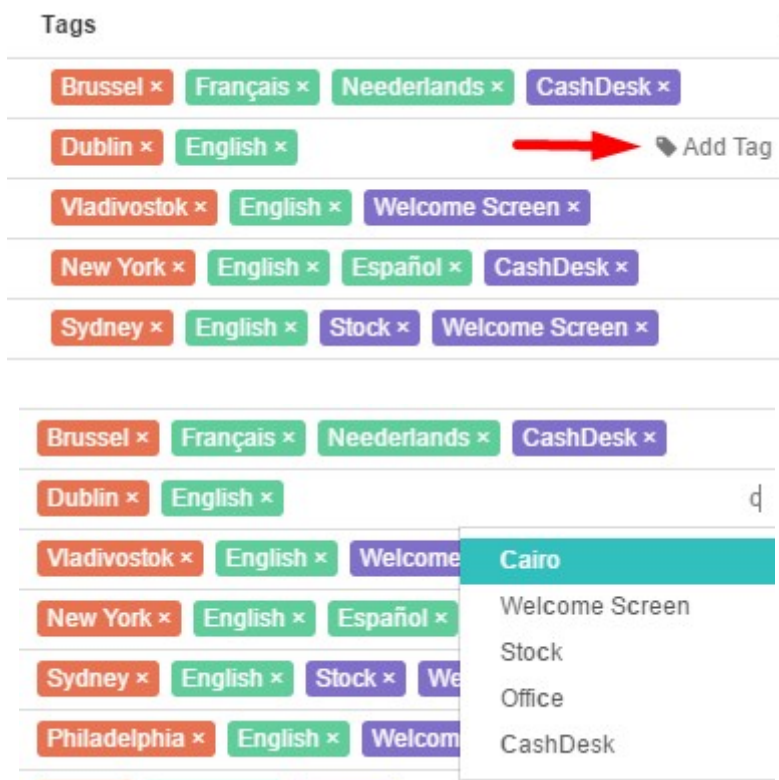 Tags
Brussel × Français × Neederlands × CashDesk ×
Dublin × English × Add Tag
Vladivostok × English × Welcome Screen ×
New York × English × Español × CashDesk ×
Sydney × English × Stock × Welcome Screen ×
Brussel × Français × Neederlands × CashDesk ×
Dublin × English × c
Vladivostok × English × Welcome
Cairo
New York × English × Español ×
Welcome Screen
Stock
Sydney × English × Stock × We
Office
Philadelphia × English × Welcom
CashDesk